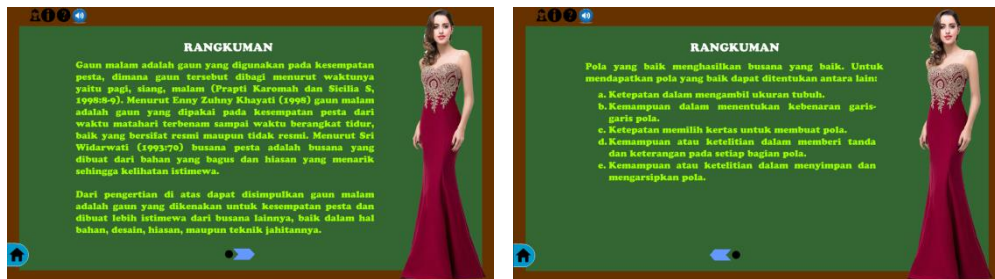 RANGKUMAN
Gaun malam adalah gaun yang digunakan pada kesempatan
pesta, dimana gaun tersebut dibagi menurut waktunya
yaitu pagi, siang, malam (Prapti Karomah dan Sicilia S,
1998:8-9). Menurut Enny Zuhny Khayati (1998) gaun malam
adalah gaun yang dipakai pada kesempatan pesta dari
waktu matahari terbenam sampai waktu berangkat tidur,
baik yang bersifat resmi maupun tidak resmi. Menurut Sri
Widarwati (1993:70) busana pesta adalah busana yang
dibuat dari bahan yang bagus dan hiasan yang menarik
sehingga kelihatan istimewa.
Dari pengertian di atas dapat disimpulkan gaun malam
adalah gaun yang dikenakan untuk kesempatan pesta dan
dibuat lebih istimewa dari busana lainnya, baik dalam hal
bahan, desain, hiasan, maupun teknik jahitannya.
RANGKUMAN
Pola yang baik menghasilkan busana yang baik. Untuk
mendapatkan pola yang baik dapat ditentukan antara lain:
a. Ketepatan dalam mengambil ukuran tubuh.
b. Kemampuan dalam menentukan kebenaran garis-
garis pola.
c. Ketepatan memilih kertas untuk membuat pola.
d. Kemampuan atau ketelitian dalam memberi tanda
dan keterangan pada setiap bagian pola.
e. Kemampuan atau ketelitian dalam menyimpan dan
mengarsipkan pola.